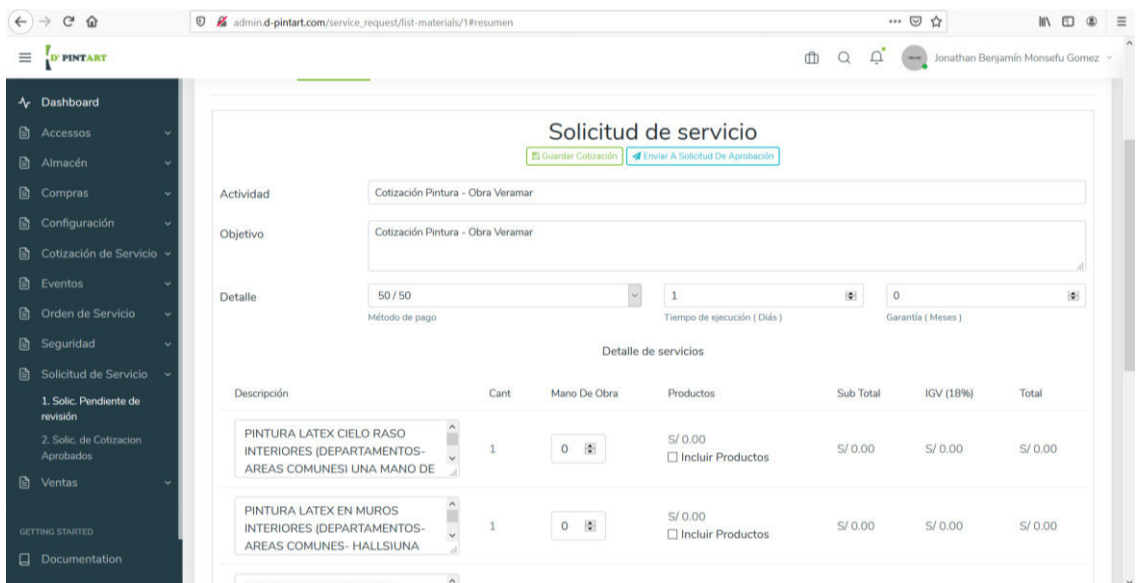 admin.d-pintart.com/service_request/list-materials/1#resumen
D' PINTART
Jonathan Benjamín Monsefu Gomez
Dashboard
Accessos
Almacén
Compras
Configuración
Cotización de Servicio
Eventos
Orden de Servicio
Seguridad
Solicitud de Servicio
1. Solic. Pendiente de
revisión
2. Solic. de Cotizacion
Aprobados
Ventas
GETTING STARTED
Documentation
Solicitud de servicio
Guardar Cotización
Enviar A Solicitud De Aprobación
Actividad
Cotización Pintura - Obra Veramar
Objetivo
Cotización Pintura - Obra Veramar
Detalle
50 / 50
1
0
Método de pago
Tiempo de ejecución ( Diás )
Garantía ( Meses )
Detalle de servicios
Descripción Cant Mano De Obra Productos Sub Total IGV (18%) Total
PINTURA LATEX CIELO RASO
INTERIORES (DEPARTAMENTOS-
AREAS COMUNES) UNA MANO DE
1 0 S/ 0.00 S/ 0.00 S/ 0.00 S/ 0.00
Incluir Productos
PINTURA LATEX EN MUROS
INTERIORES (DEPARTAMENTOS-
AREAS COMUNES- HALLS)UNA
1 0 S/ 0.00 S/ 0.00 S/ 0.00 S/ 0.00
Incluir Productos